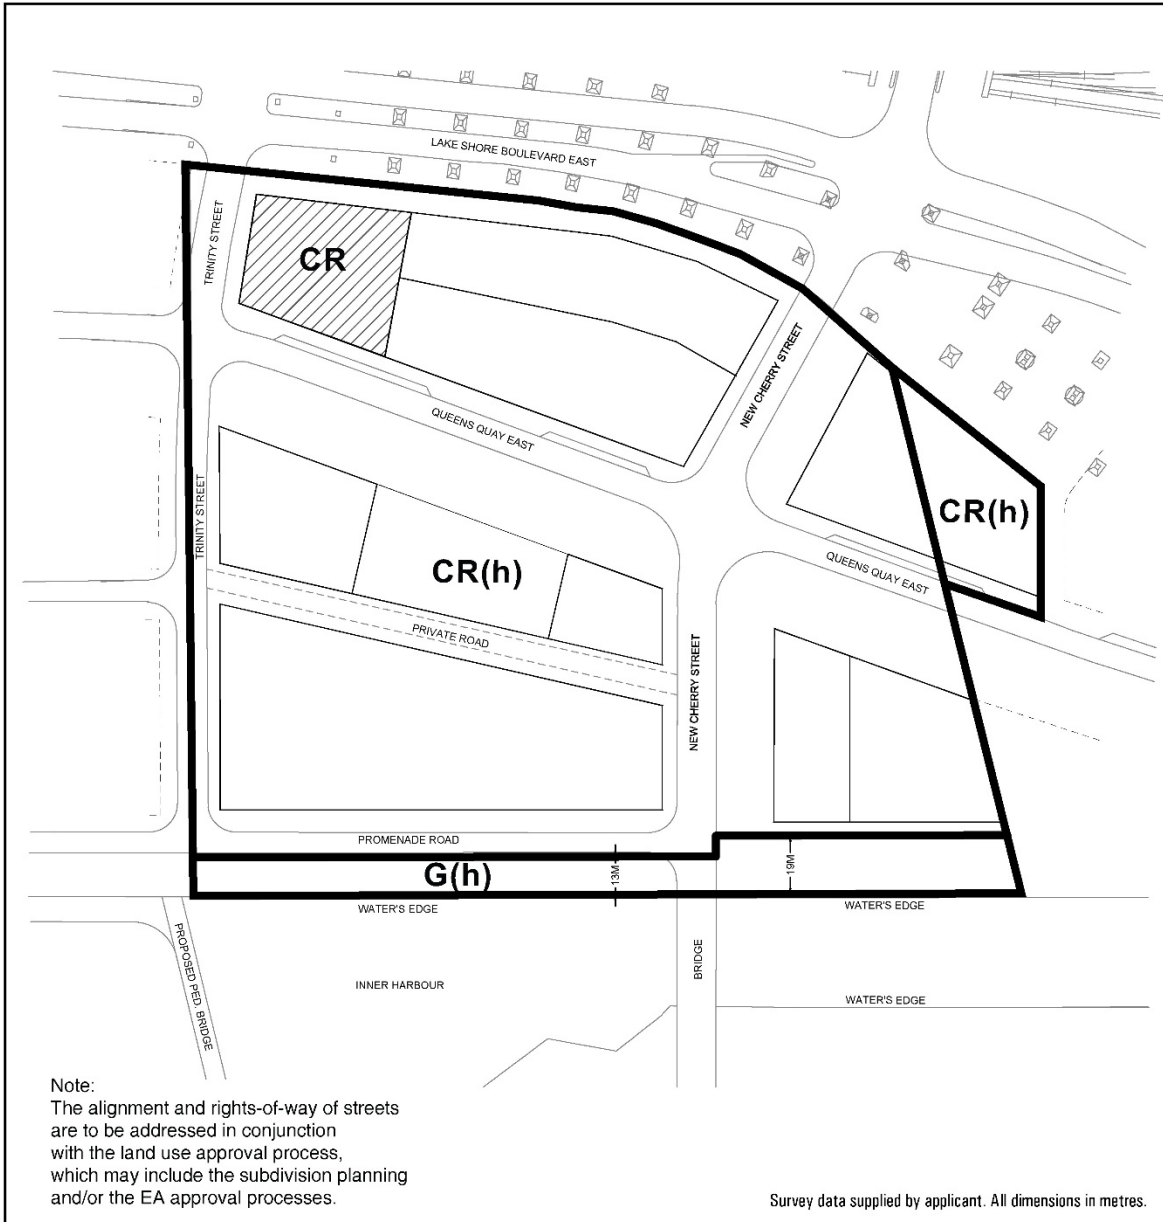 LAKE SHORE BOULEVARD EAST
TRINITY STREET
CR
NEW CHERRY STREET
QUEENS QUAY EAST
CR(h)
TRINITY STREET
CR(h)
QUEENS QUAY EAST
PRIVATE ROAD
NEW CHERRY STREET
PROMENADE ROAD
G(h)
13M
19M
WATER'S EDGE
WATER'S EDGE
PROPOSED PED. BRIDGE
BRIDGE
INNER HARBOUR
WATER'S EDGE
Note:
The alignment and rights-of-way of streets
are to be addressed in conjunction
with the land use approval process,
which may include the subdivision planning
and/or the EA approval processes.
Survey data supplied by applicant. All dimensions in metres.